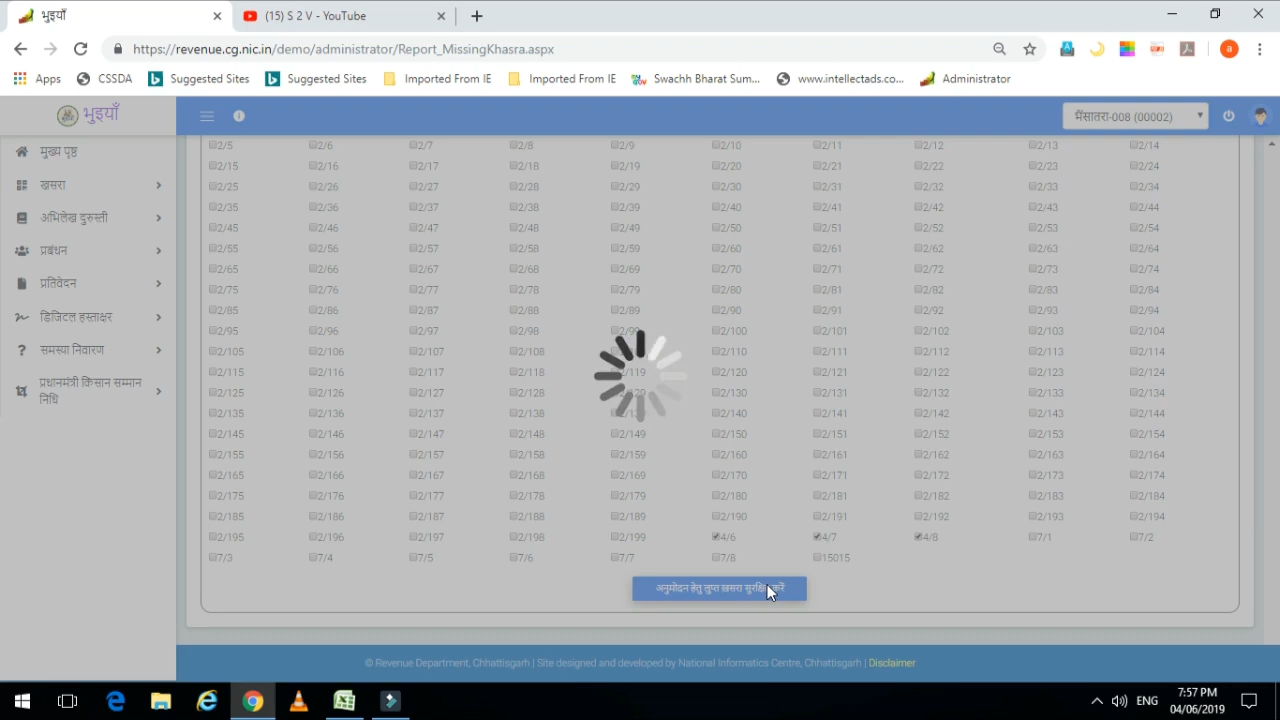 भुइयाँ
(15) S 2 V - YouTube
https://revenue.cg.nic.in/demo/administrator/Report_MissingKhasra.aspx
a
Apps CSSDA Suggested Sites Suggested Sites Imported From IE Imported From IE Swachh Bharat Sum... www.intellectads.co... Administrator
भुइयाँ
मेंसातरा-008 (00002)
मुख्य पृष्ठ
खसरा
अभिलेख दुरुस्ती
प्रबंधन
प्रतिवेदन
डिजिटल हस्ताक्षर
समस्या निवारण
प्रधानमंत्री किसान सम्मान
निधि
2/5 2/6 2/7 2/8 2/9 2/10 2/11 2/12 2/13 2/14
2/15 2/16 2/17 2/18 2/19 2/20 2/21 2/22 2/23 2/24
2/25 2/26 2/27 2/28 2/29 2/30 2/31 2/32 2/33 2/34
2/35 2/36 2/37 2/38 2/39 2/40 2/41 2/42 2/43 2/44
2/45 2/46 2/47 2/48 2/49 2/50 2/51 2/52 2/53 2/54
2/55 2/56 2/57 2/58 2/59 2/60 2/61 2/62 2/63 2/64
2/65 2/66 2/67 2/68 2/69 2/70 2/71 2/72 2/73 2/74
2/75 2/76 2/77 2/78 2/79 2/80 2/81 2/82 2/83 2/84
2/85 2/86 2/87 2/88 2/89 2/90 2/91 2/92 2/93 2/94
2/95 2/96 2/97 2/98 2/99 2/100 2/101 2/102 2/103 2/104
2/105 2/106 2/107 2/108 2/110 2/111 2/112 2/113 2/114
2/115 2/116 2/117 2/118 2/119 2/120 2/121 2/122 2/123 2/124
2/125 2/126 2/127 2/128 2/129 2/130 2/131 2/132 2/133 2/134
2/135 2/136 2/137 2/138 2/140 2/141 2/142 2/143 2/144
2/145 2/146 2/147 2/148 2/149 2/150 2/151 2/152 2/153 2/154
2/155 2/156 2/157 2/158 2/159 2/160 2/161 2/162 2/163 2/164
2/165 2/166 2/167 2/168 2/169 2/170 2/171 2/172 2/173 2/174
2/175 2/176 2/177 2/178 2/179 2/180 2/181 2/182 2/183 2/184
2/185 2/186 2/187 2/188 2/189 2/190 2/191 2/192 2/193 2/194
2/195 2/196 2/197 2/198 2/199 4/6 4/7 4/8 7/1 7/2
7/3 7/4 7/5 7/6 7/7 7/8 15015
अनुमोदन हेतु लुप्त खसरा सुरक्षित करें
© Revenue Department, Chhattisgarh | Site designed and developed by National Informatics Centre, Chhattisgarh | Disclaimer
ENG
7:57 PM
04/06/2019